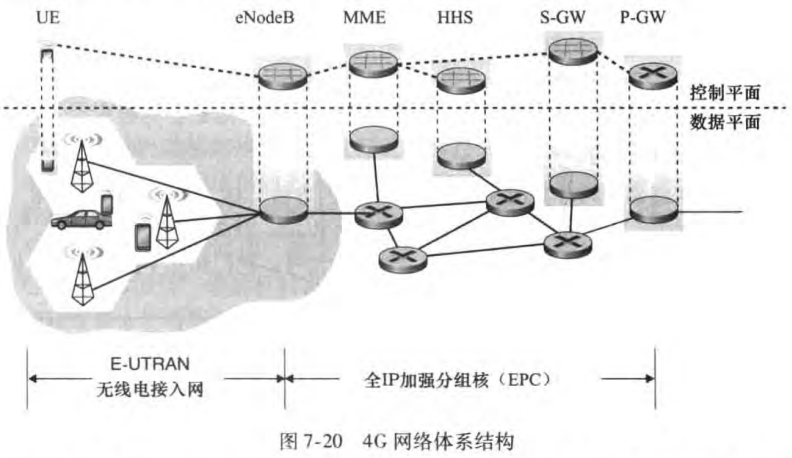 UE eNodeB MME HHS S-GW P-GW
控制平面
数据平面
E-UTRAN
无线电接入网
全IP加强分组核（EPC）
图 7-20 4G 网络体系结构